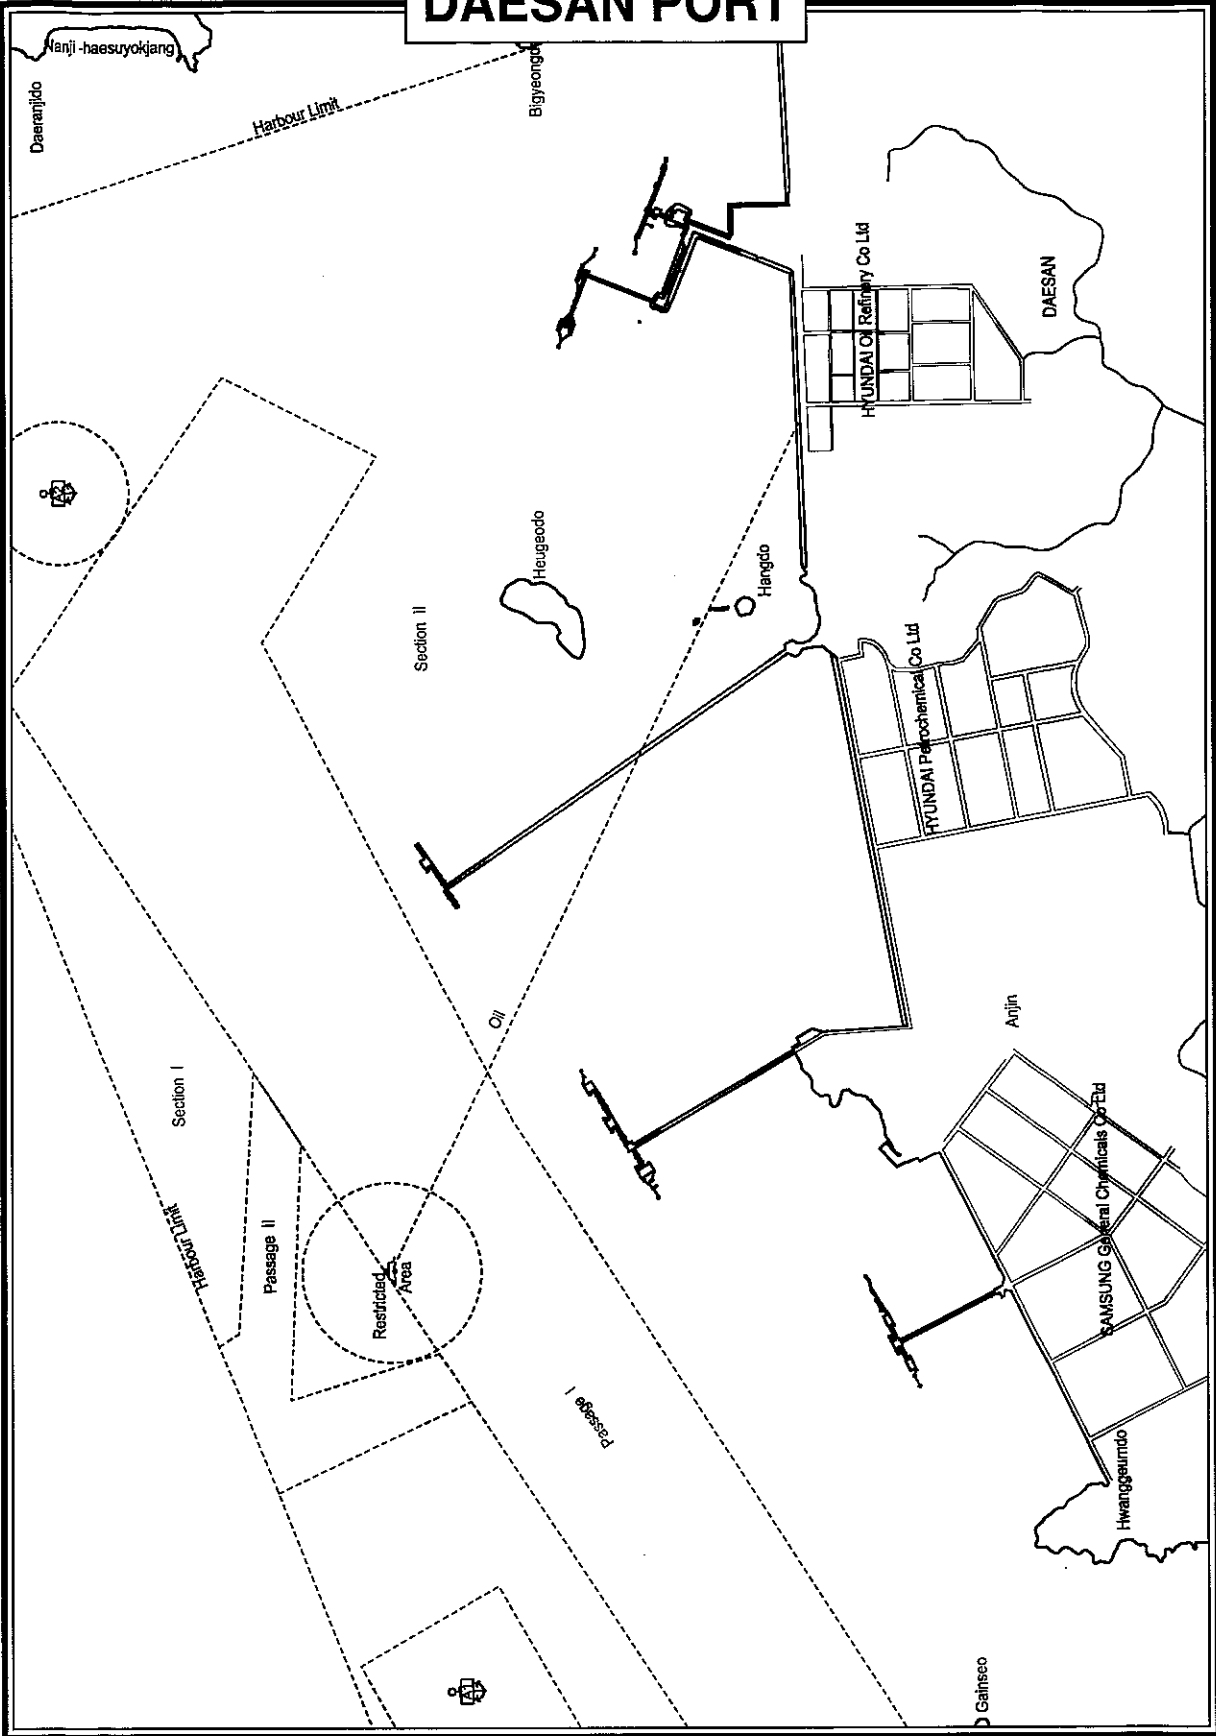 DAESAN PORT
Nanji -haesuyokjang
Daeranjido
Harbour Limit
Bigyeongdo
HYUNDAI Oil Refinery Co Ltd
DAESAN
A2
Heugeodo
Section II
Hangdo
HYUNDAI Petrochemical Co Ltd
Oil
Anjin
Section I
Harbour Limit
Passage II
Restricted
Area
SAMSUNG General Chemicals Co Ltd
Passage I
Hwanggeumdo
A1
Gainseo